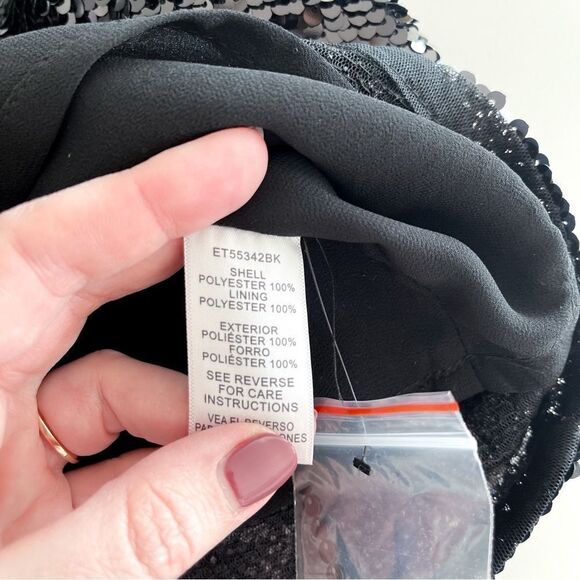 ET55342BK
SHELL
POLYESTER 100%
LINING
POLYESTER 100%
EXTERIOR
POLIÉSTER 100%
FORRO
POLIÉSTER 100%
SEE REVERSE
FOR CARE
INSTRUCTIONS
VEA EL REVERSO